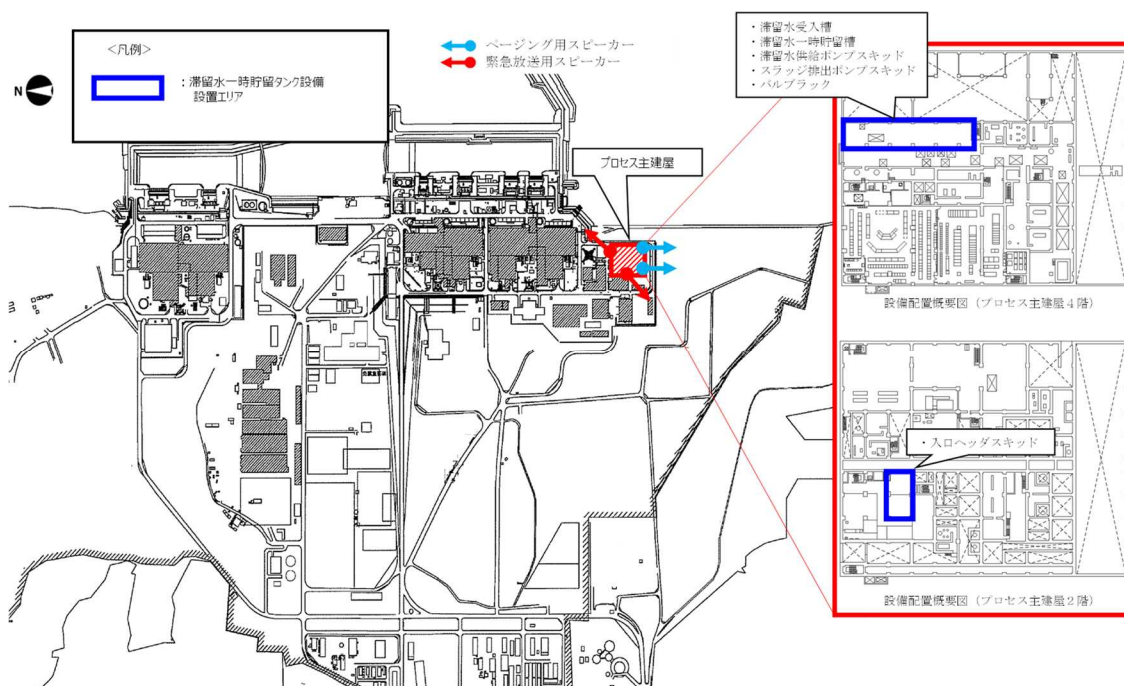 <凡例>
：滞留水一時貯留タンク設備
設置エリア
N
ページング用スピーカー
緊急放送用スピーカー
プロセス主建屋
・滞留水受入槽
・滞留水一時貯留槽
・滞留水供給ポンプスキッド
・スラッジ排出ポンプスキッド
・バルブラック
設備配置概要図（プロセス主建屋４階）
・入口ヘッダスキッド
設備配置概要図（プロセス主建屋２階）